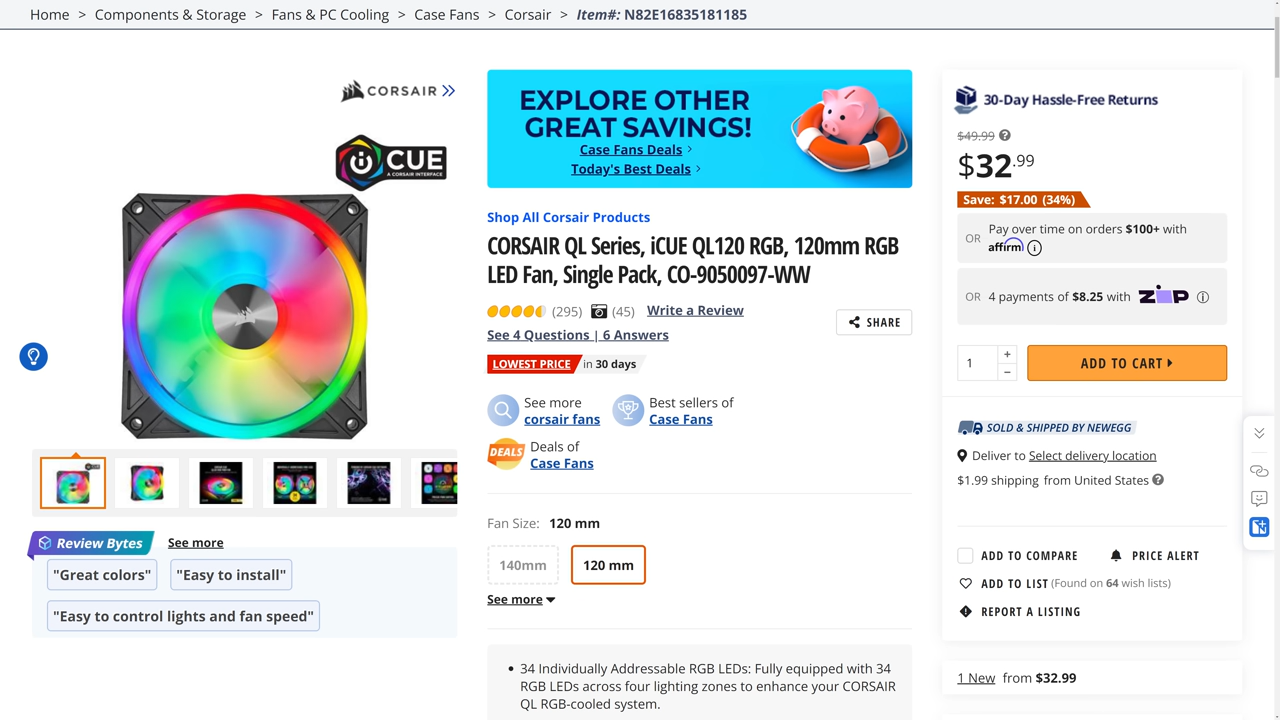 Home > Components & Storage > Fans & PC Cooling > Case Fans > Corsair > Item#: N82E16835181185
CORSAIR
iCUE
A CORSAIR INTERFACE
Review Bytes
See more
"Great colors"
"Easy to install"
"Easy to control lights and fan speed"
EXPLORE OTHER
GREAT SAVINGS!
Case Fans Deals
Today's Best Deals
Shop All Corsair Products
CORSAIR QL Series, iCUE QL120 RGB, 120mm RGB
LED Fan, Single Pack, CO-9050097-WW
(295) (45) Write a Review
See 4 Questions | 6 Answers
SHARE
LOWEST PRICE in 30 days
See more
corsair fans
Best sellers of
Case Fans
DEALS
Deals of
Case Fans
Fan Size: 120 mm
140mm
120 mm
See more
• 34 Individually Addressable RGB LEDs: Fully equipped with 34
RGB LEDs across four lighting zones to enhance your CORSAIR
QL RGB-cooled system.
30-Day Hassle-Free Returns
$49.99
$32.99
Save: $17.00 (34%)
OR Pay over time on orders $100+ with
affirm
OR 4 payments of $8.25 with ZIP
1
+
−
ADD TO CART
SOLD & SHIPPED BY NEWEGG
Deliver to Select delivery location
$1.99 shipping from United States
ADD TO COMPARE
PRICE ALERT
ADD TO LIST (Found on 64 wish lists)
REPORT A LISTING
1 New from $32.99